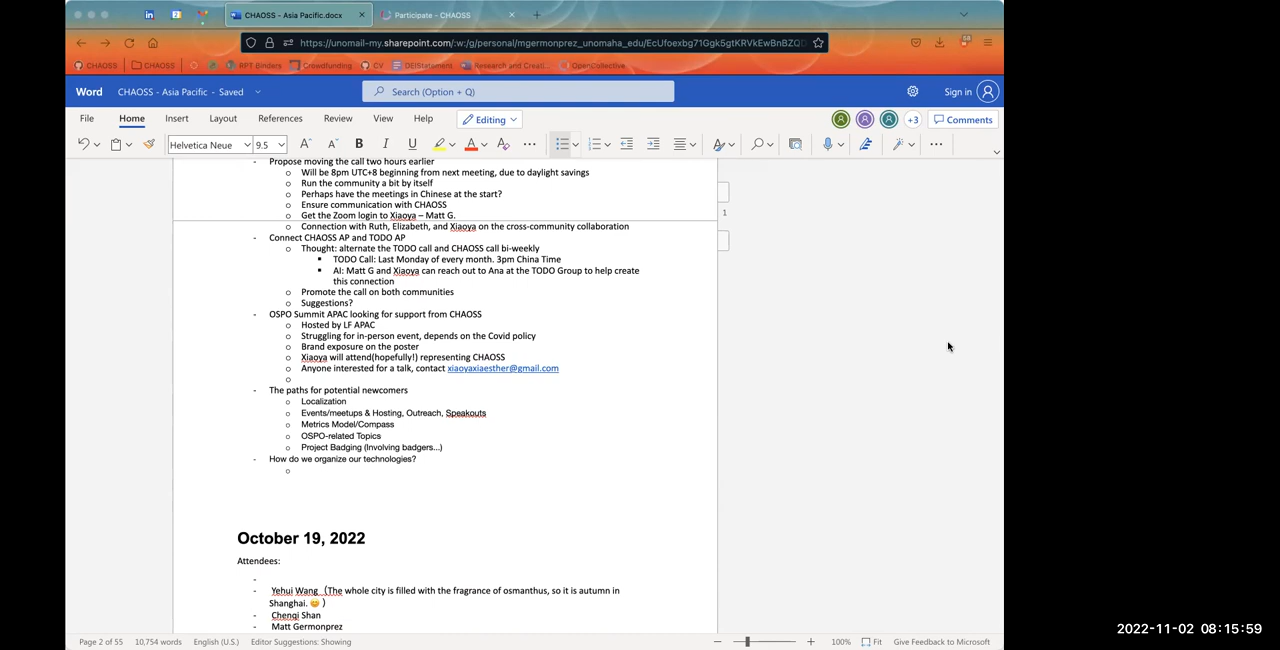 CHAOSS - Asia Pacific.docx
Participate - CHAOSS
https://unomail-my.sharepoint.com/:w:/g/personal/mgermonprez_unomaha_edu/EcUfoexbg71Ggk5gtKRVkEwBnBZQD
CHAOSS
CHAOSS
RPT Binders
Crowdfunding
CV
DEIStatement
Research and Creati...
OpenCollective
Word
CHAOSS - Asia Pacific - Saved
Search (Option + Q)
Sign in
File Home Insert Layout References Review View Help
Editing
+3
Comments
Helvetica Neue 9.5
- Propose moving the call two hours earlier
o Will be 8pm UTC+8 beginning from next meeting, due to daylight savings
o Run the community a bit by itself
o Perhaps have the meetings in Chinese at the start?
o Ensure communication with CHAOSS
o Get the Zoom login to Xiaoya – Matt G.
1
o Connection with Ruth, Elizabeth, and Xiaoya on the cross-community collaboration
- Connect CHAOSS AP and TODO AP
o Thought: alternate the TODO call and CHAOSS call bi-weekly
▪ TODO Call: Last Monday of every month. 3pm China Time
▪ AI: Matt G and Xiaoya can reach out to Ana at the TODO Group to help create
this connection
o Promote the call on both communities
o Suggestions?
- OSPO Summit APAC looking for support from CHAOSS
o Hosted by LF APAC
o Struggling for in-person event, depends on the Covid policy
o Brand exposure on the poster
o Xiaoya will attend(hopefully!) representing CHAOSS
o Anyone interested for a talk, contact xiaoyaxiaesther@gmail.com
o
- The paths for potential newcomers
o Localization
o Events/meetups & Hosting, Outreach, Speakouts
o Metrics Model/Compass
o OSPO-related Topics
o Project Badging (Involving badgers...)
- How do we organize our technologies?
o
October 19, 2022
Attendees:
-
- Yehui Wang （The whole city is filled with the fragrance of osmanthus, so it is autumn in
Shanghai. 😊 ）
- Chenqi Shan
- Matt Germonprez
Page 2 of 55 10,754 words English (U.S.) Editor Suggestions: Showing
100% Fit Give Feedback to Microsoft
2022-11-02 08:15:59